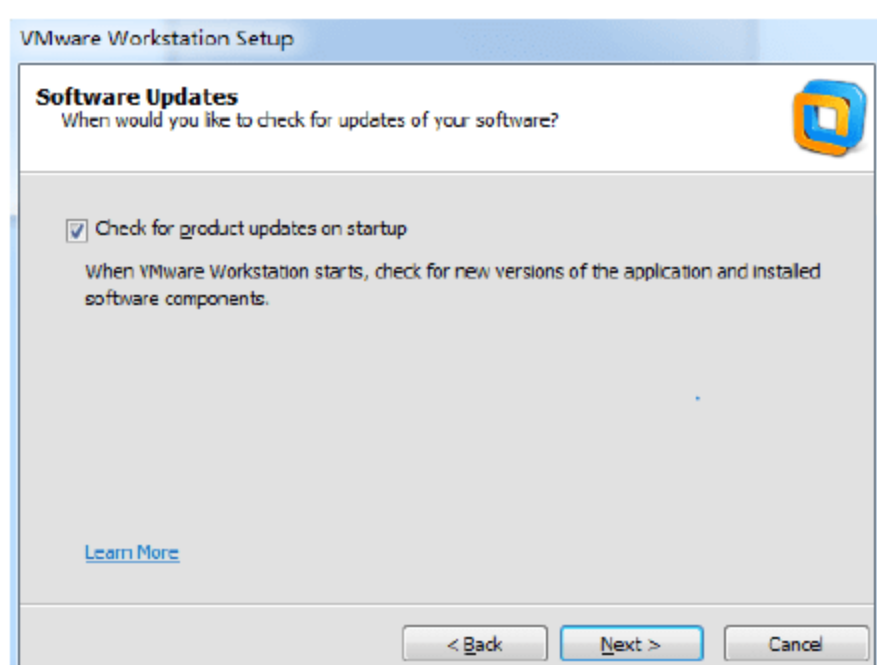 VMware Workstation Setup
Software Updates
When would you like to check for updates of your software?
Check for product updates on startup
When VMware Workstation starts, check for new versions of the application and installed
software components.
Learn More
< Back
Next >
Cancel